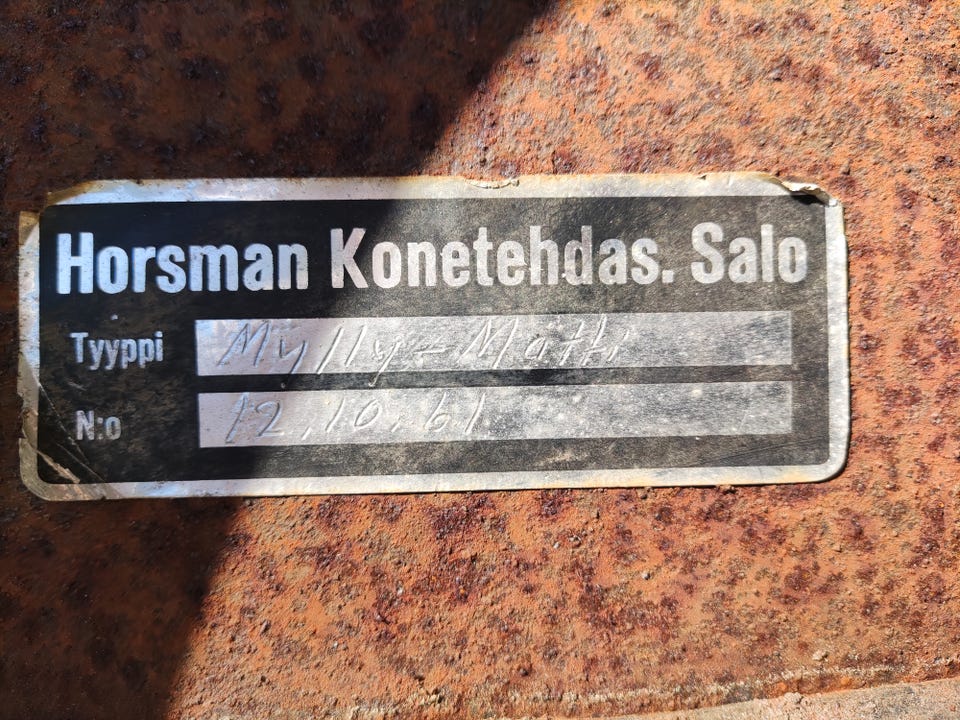 Horsman Konetehdas. Salo
Tyyppi Mylly-Matti
N:o 12.10.61